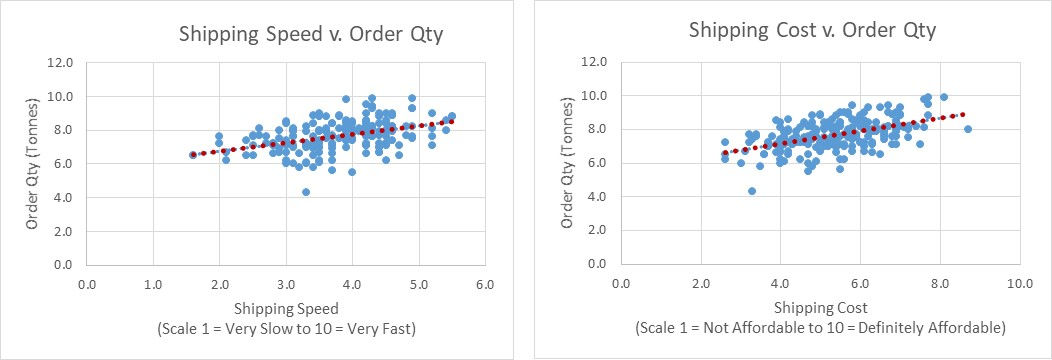 Shipping Speed v. Order Qty
Order Qty (Tonnes)
12.0
10.0
8.0
6.0
4.0
2.0
0.0
0.0 1.0 2.0 3.0 4.0 5.0 6.0
Shipping Speed
(Scale 1 = Very Slow to 10 = Very Fast)
Shipping Cost v. Order Qty
Order Qty (Tonnes)
12.0
10.0
8.0
6.0
4.0
2.0
0.0
0.0 2.0 4.0 6.0 8.0 10.0
Shipping Cost
(Scale 1 = Not Affordable to 10 = Definitely Affordable)